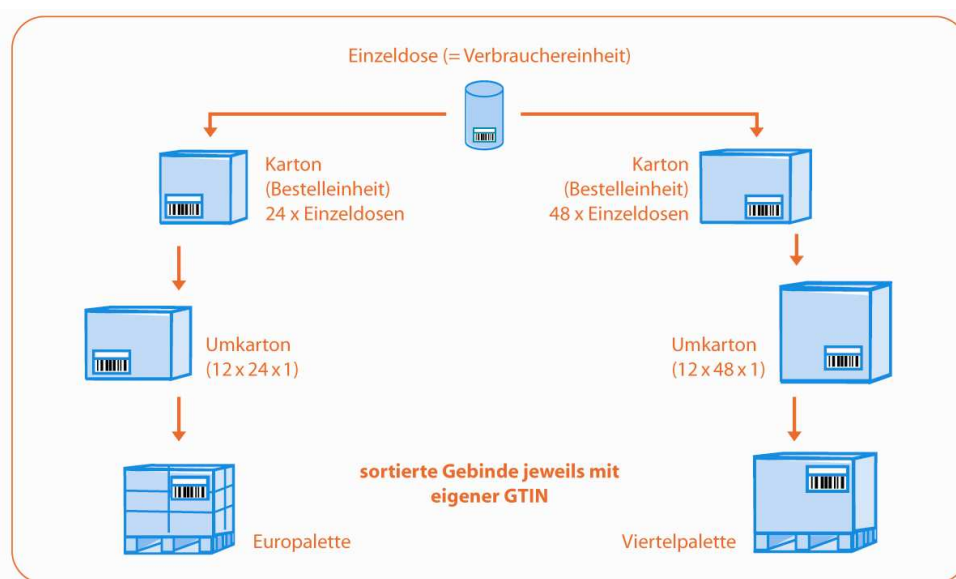 Einzeldose (= Verbrauchereinheit)
Karton
(Bestelleinheit)
24 x Einzeldosen
Karton
(Bestelleinheit)
48 x Einzeldosen
Umkarton
(12 x 24 x 1)
Umkarton
(12 x 48 x 1)
sortierte Gebinde jeweils mit
eigener GTIN
Europalette
Viertelpalette